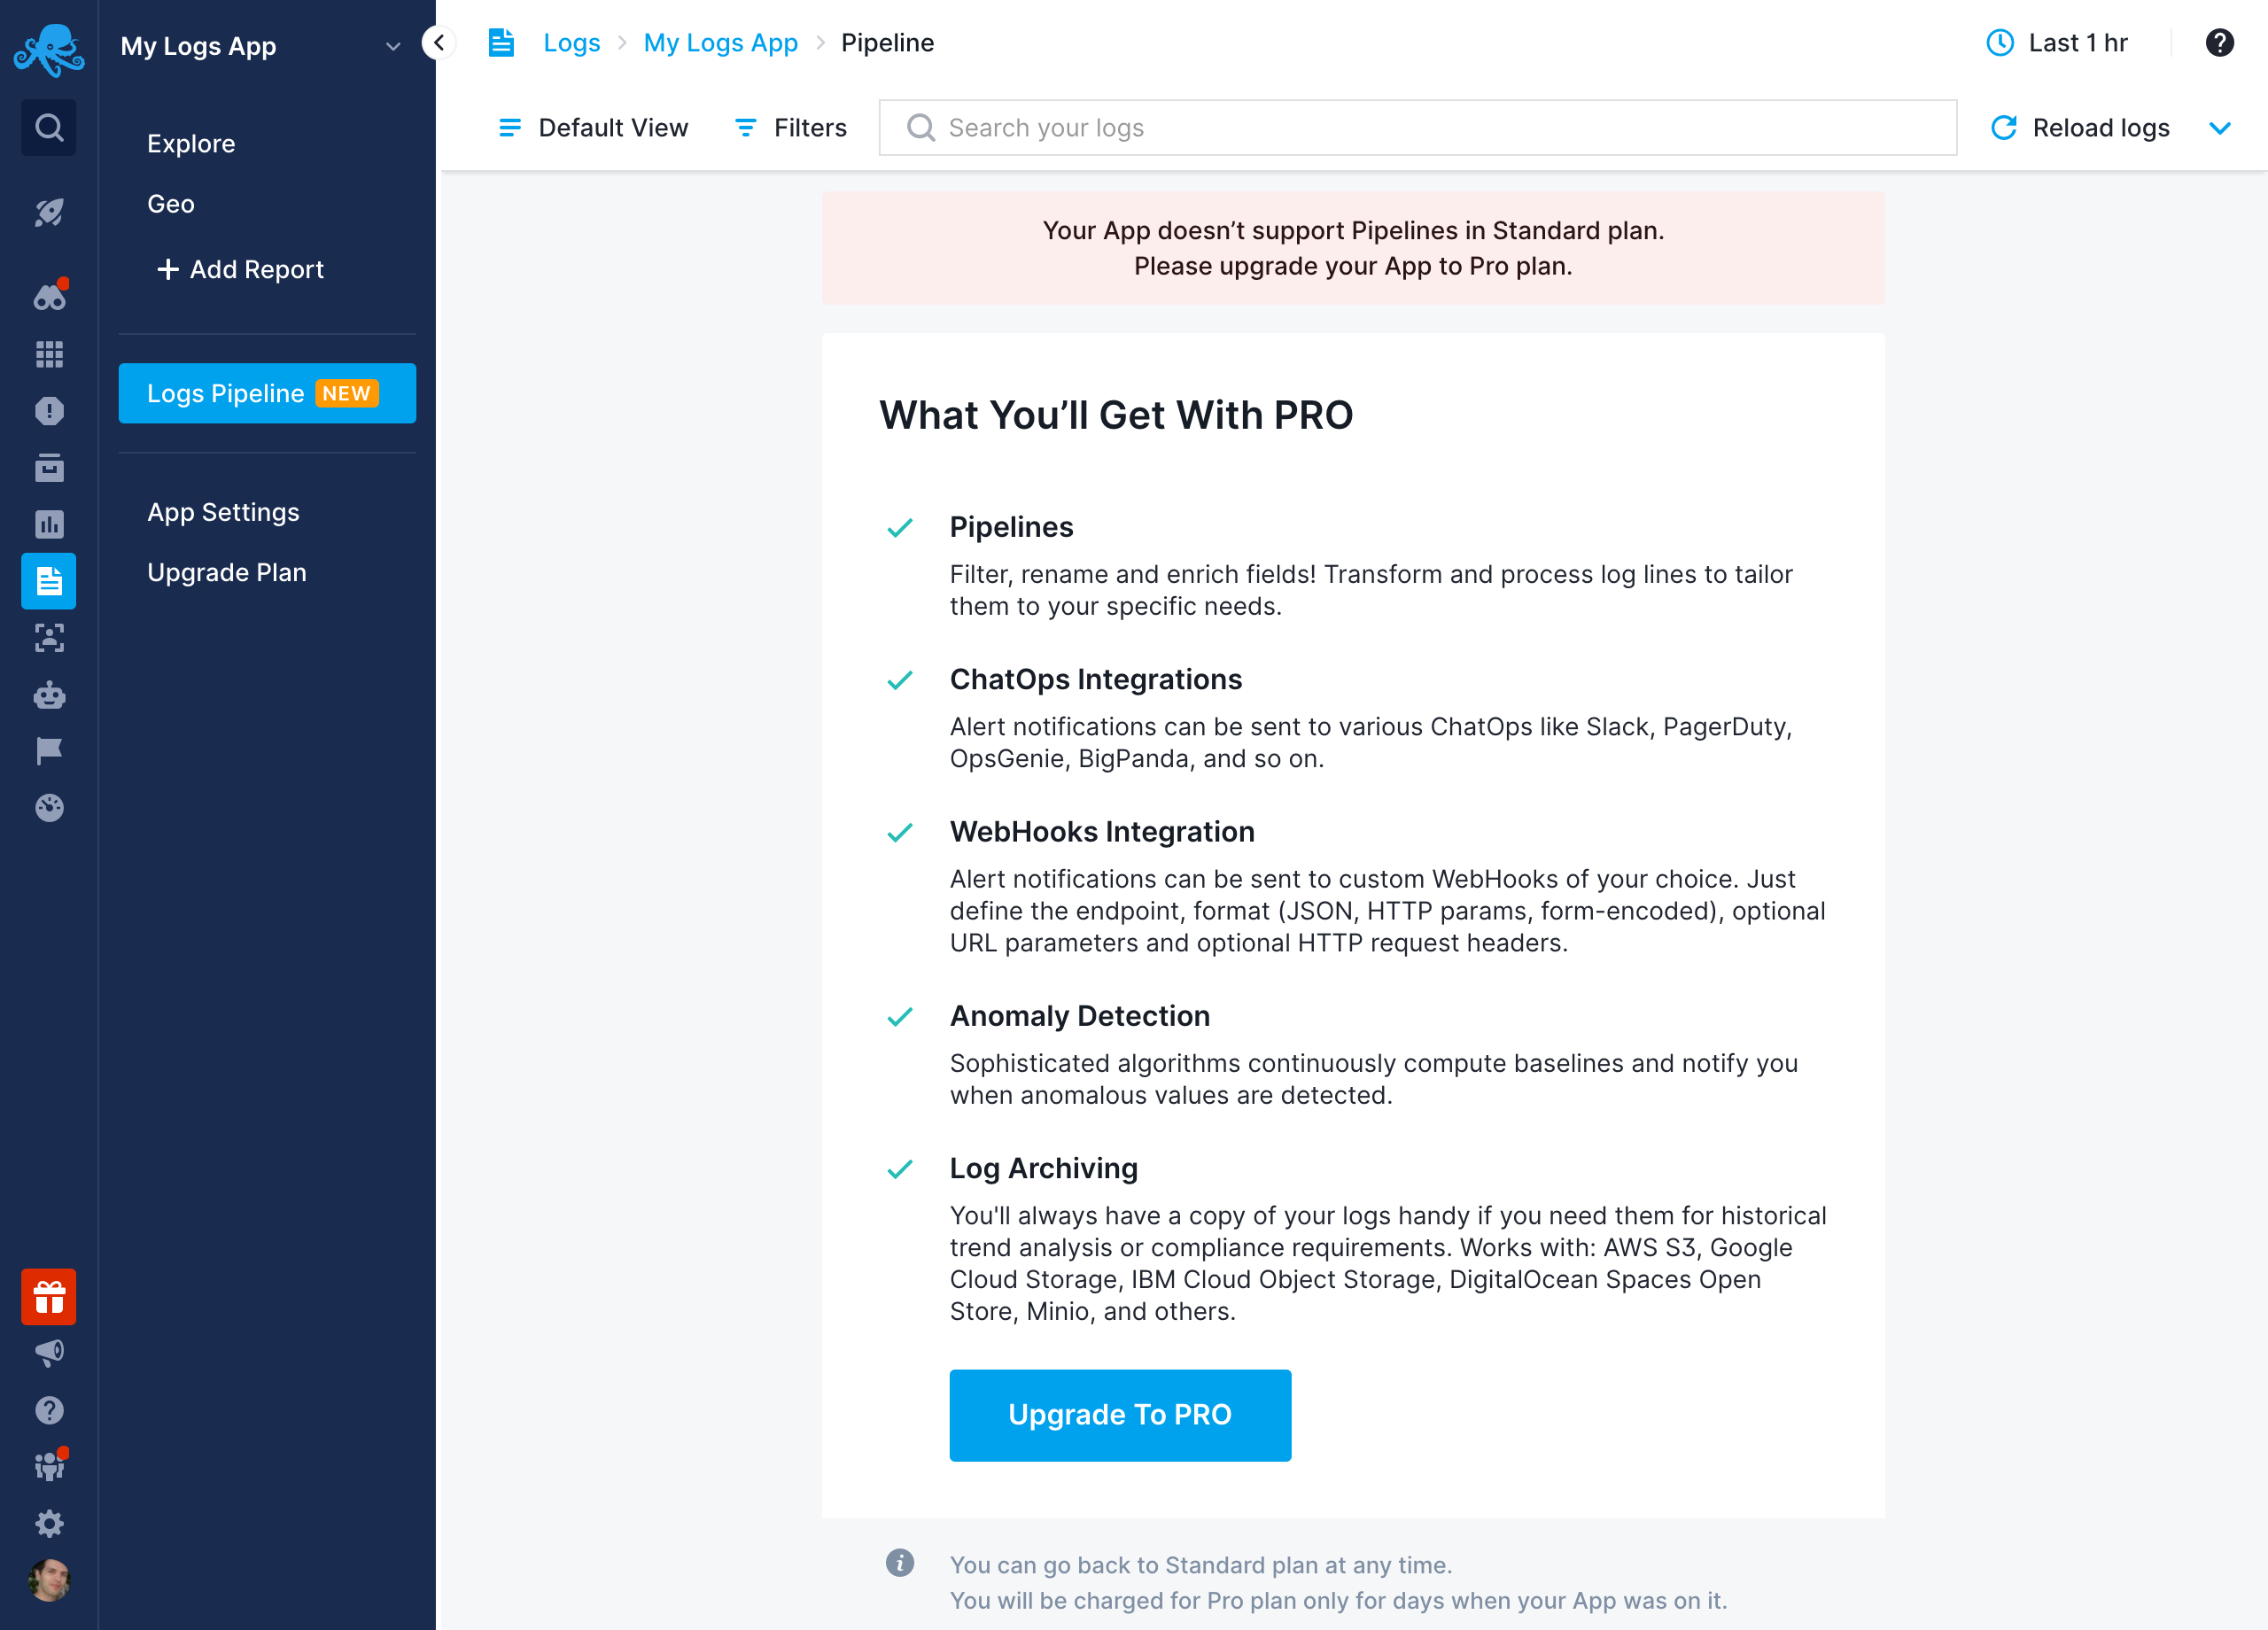 My Logs App
Explore
Geo
+ Add Report
Logs Pipeline NEW
App Settings
Upgrade Plan
Logs > My Logs App > Pipeline
Last 1 hr
Default View
Filters
Search your logs
Reload logs
Your App doesn’t support Pipelines in Standard plan.
Please upgrade your App to Pro plan.
What You’ll Get With PRO
Pipelines
Filter, rename and enrich fields! Transform and process log lines to tailor
them to your specific needs.
ChatOps Integrations
Alert notifications can be sent to various ChatOps like Slack, PagerDuty,
OpsGenie, BigPanda, and so on.
WebHooks Integration
Alert notifications can be sent to custom WebHooks of your choice. Just
define the endpoint, format (JSON, HTTP params, form-encoded), optional
URL parameters and optional HTTP request headers.
Anomaly Detection
Sophisticated algorithms continuously compute baselines and notify you
when anomalous values are detected.
Log Archiving
You'll always have a copy of your logs handy if you need them for historical
trend analysis or compliance requirements. Works with: AWS S3, Google
Cloud Storage, IBM Cloud Object Storage, DigitalOcean Spaces Open
Store, Minio, and others.
Upgrade To PRO
You can go back to Standard plan at any time.
You will be charged for Pro plan only for days when your App was on it.